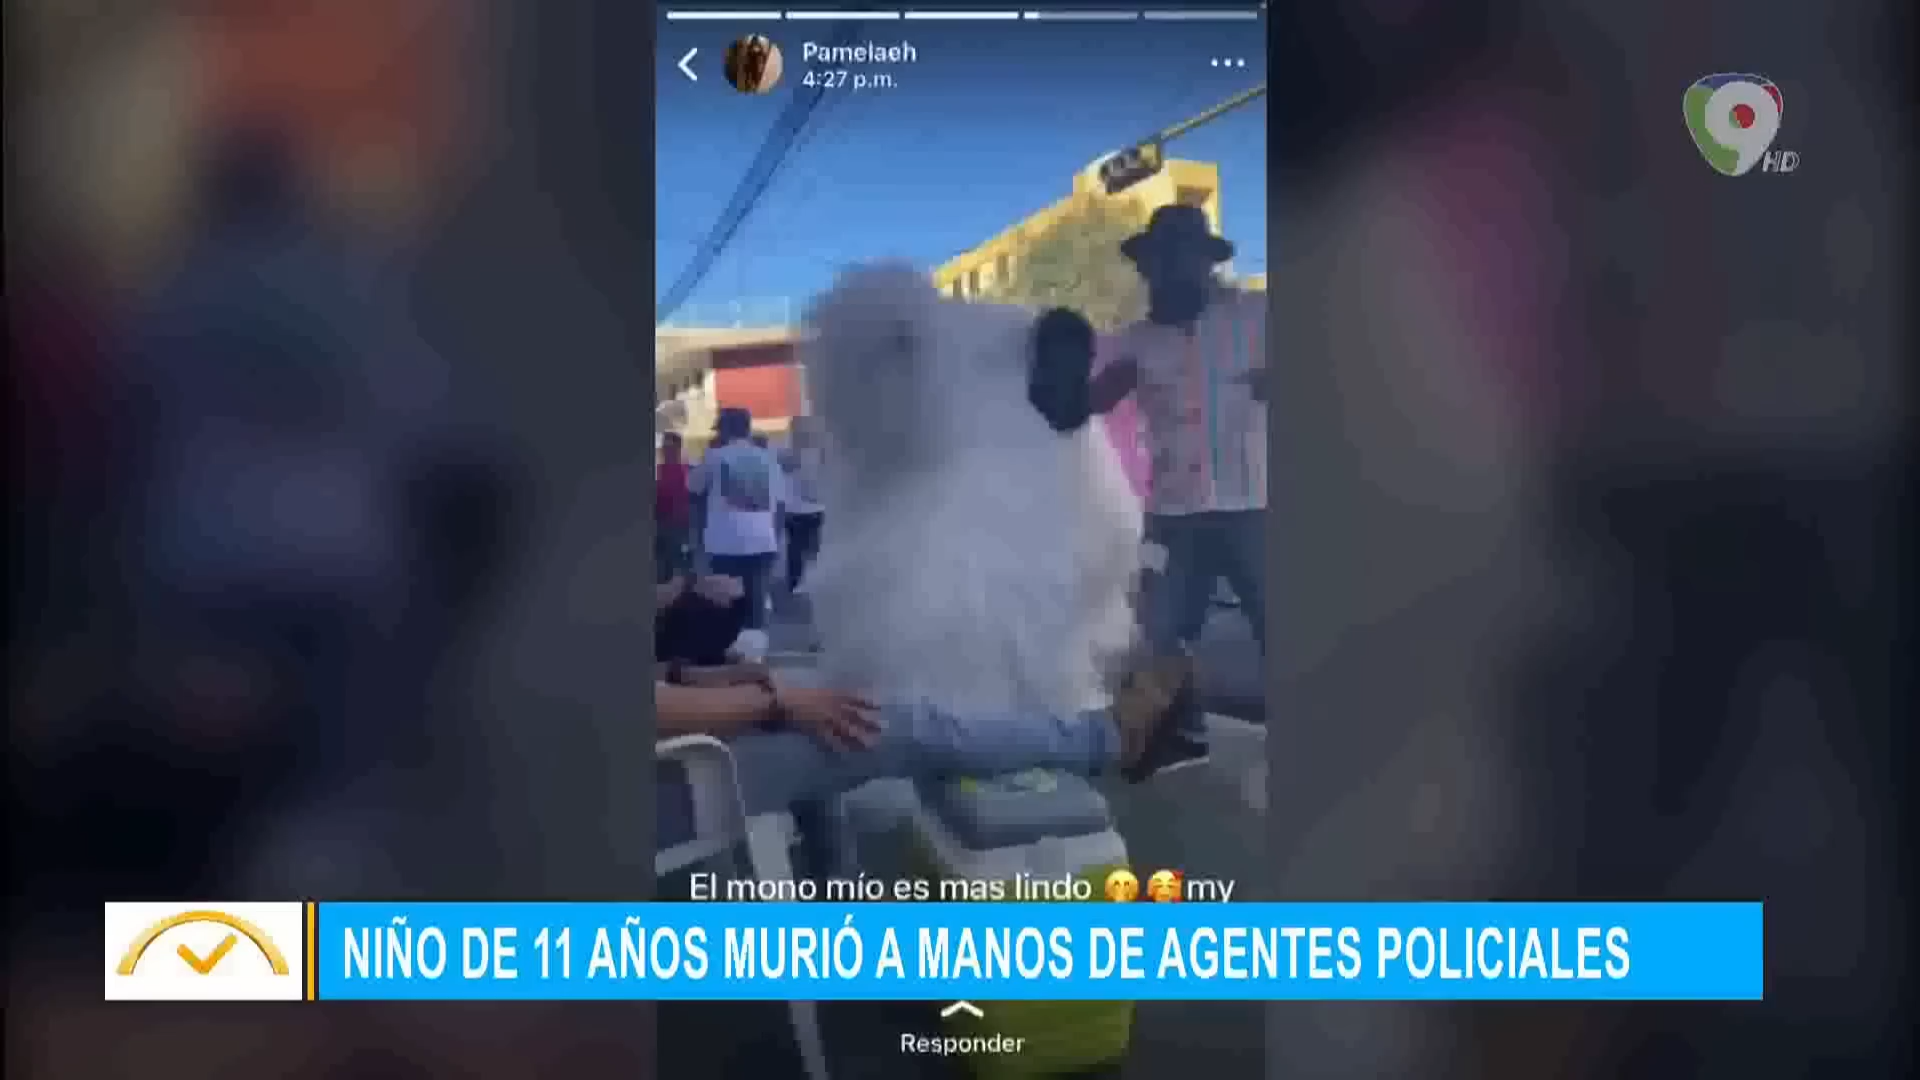 Pamelaeh
4:27 p.m.
HD
El mono mío es mas lindo 🤭🥰my
NIÑO DE 11 AÑOS MURIÓ A MANOS DE AGENTES POLICIALES
Responder